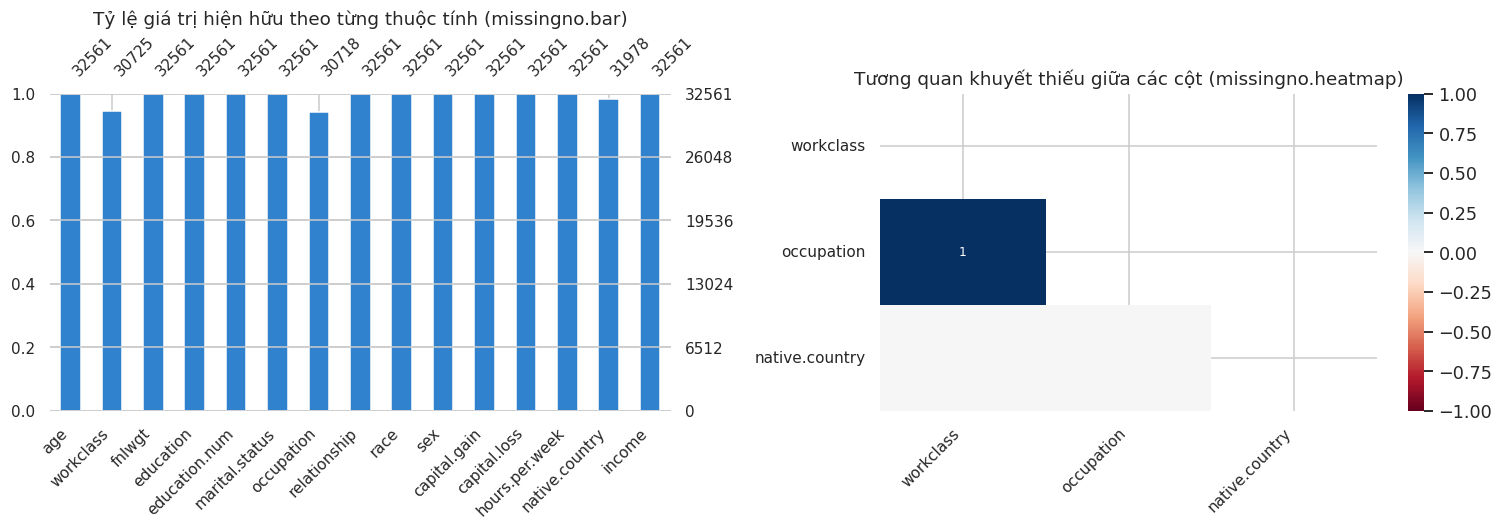 Tỷ lệ giá trị hiện hữu theo từng thuộc tính (missingno.bar)
32561 30725 32561 32561 32561 32561 30718 32561 32561 32561 32561 32561 32561 31978 32561
1.0 32561
0.8 26048
0.6 19536
0.4 13024
0.2 6512
0.0 0
age workclass fnlwgt education education.num marital.status occupation relationship race sex capital.gain capital.loss hours.per.week native.country income
Tương quan khuyết thiếu giữa các cột (missingno.heatmap)
workclass
occupation
native.country
1
workclass occupation native.country
1.00
0.75
0.50
0.25
0.00
−0.25
−0.50
−0.75
−1.00